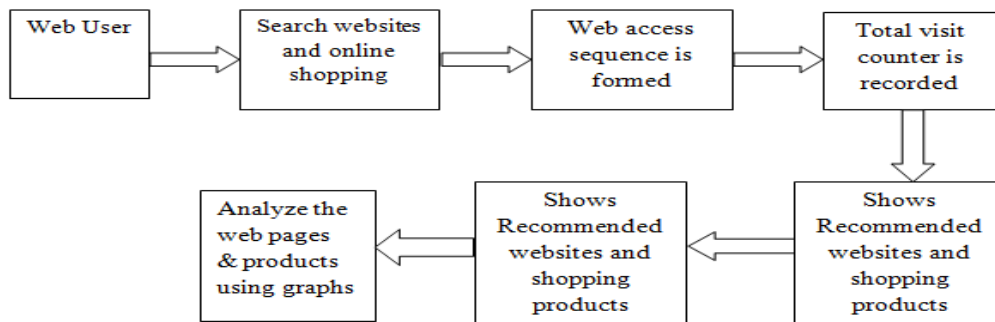 Web User
Search websites
and online
shopping
Web access
sequence is
formed
Total visit
counter is
recorded
Shows
Recommended
websites and
shopping
products
Shows
Recommended
websites and
shopping
products
Analyze the
web pages
& products
using graphs